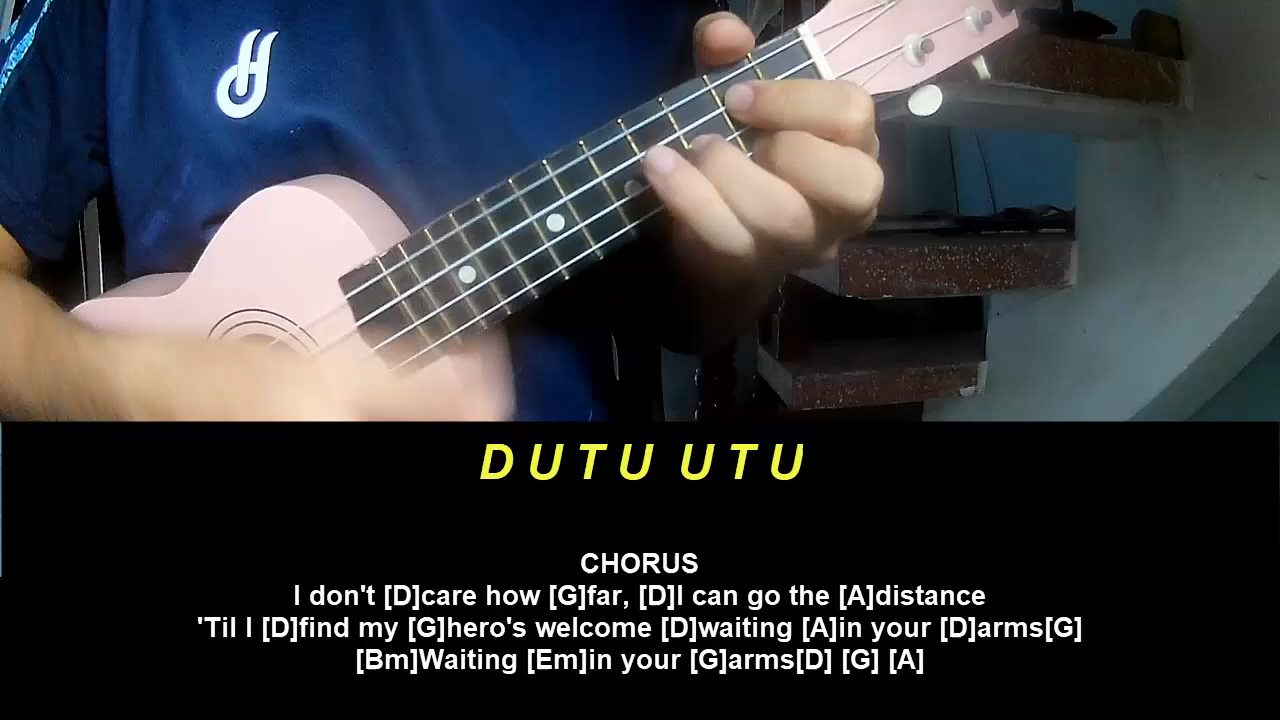 D U T U U T U
CHORUS
I don't [D]care how [G]far, [D]I can go the [A]distance
'Til I [D]find my [G]hero's welcome [D]waiting [A]in your [D]arms[G]
[Bm]Waiting [Em]in your [G]arms[D] [G] [A]